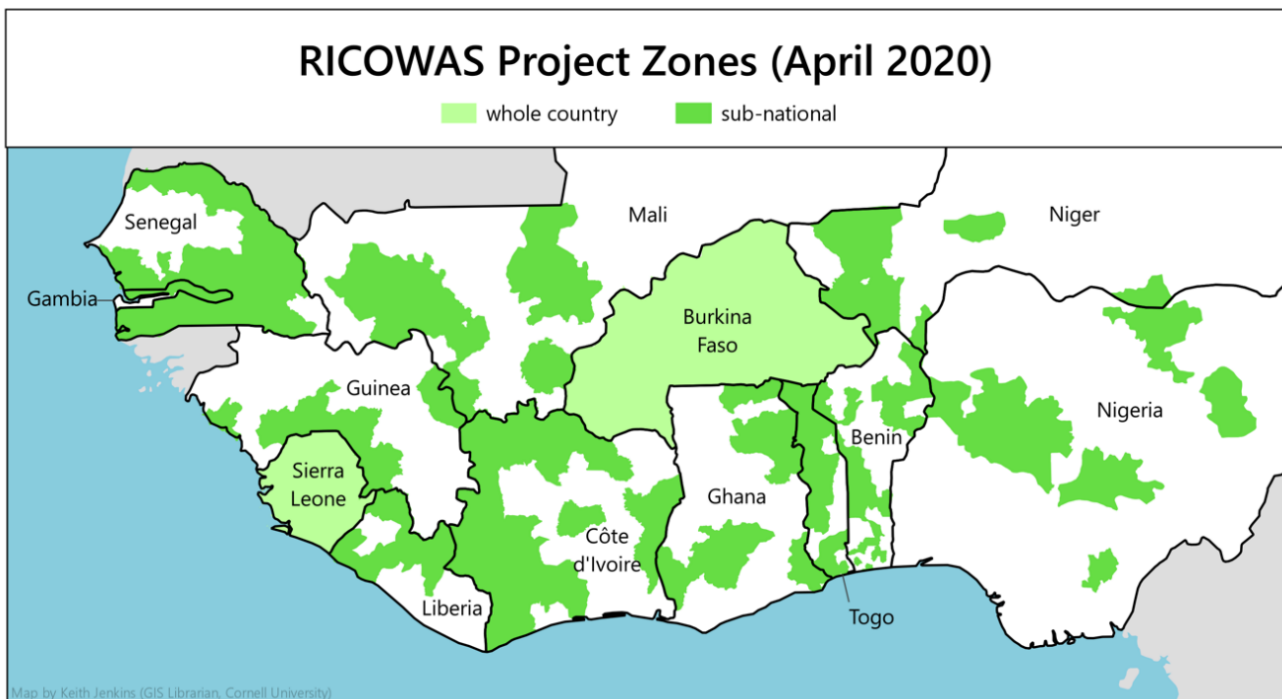 RICOWAS Project Zones (April 2020)
whole country
sub-national
Senegal
Mali
Niger
Gambia
Burkina
Faso
Guinea
Nigeria
Benin
Sierra
Leone
Ghana
Côte
d'Ivoire
Liberia
Togo
Map by Keith Jenkins (GIS Librarian, Cornell University)